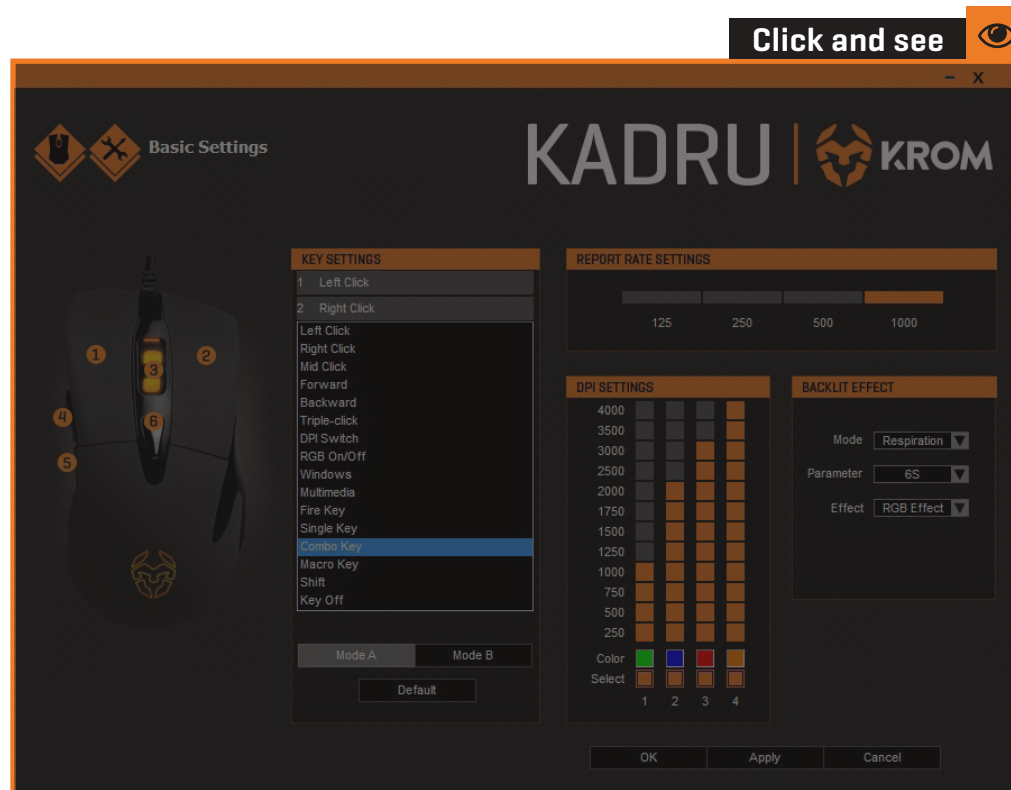 Click and see
– X
Basic Settings
KADRU KROM
KEY SETTINGS
1 Left Click
2 Right Click
Left Click
Right Click
Mid Click
Forward
Backward
Triple-click
DPI Switch
RGB On/Off
Windows
Multimedia
Fire Key
Single Key
Combo Key
Macro Key
Shift
Key Off
Mode A Mode B
Default
1
2
3
4
5
6
REPORT RATE SETTINGS
125 250 500 1000
DPI SETTINGS
4000
3500
3000
2500
2000
1750
1500
1250
1000
750
500
250
Color
Select
1 2 3 4
BACKLIT EFFECT
Mode Respiration
Parameter 6S
Effect RGB Effect
OK Apply Cancel